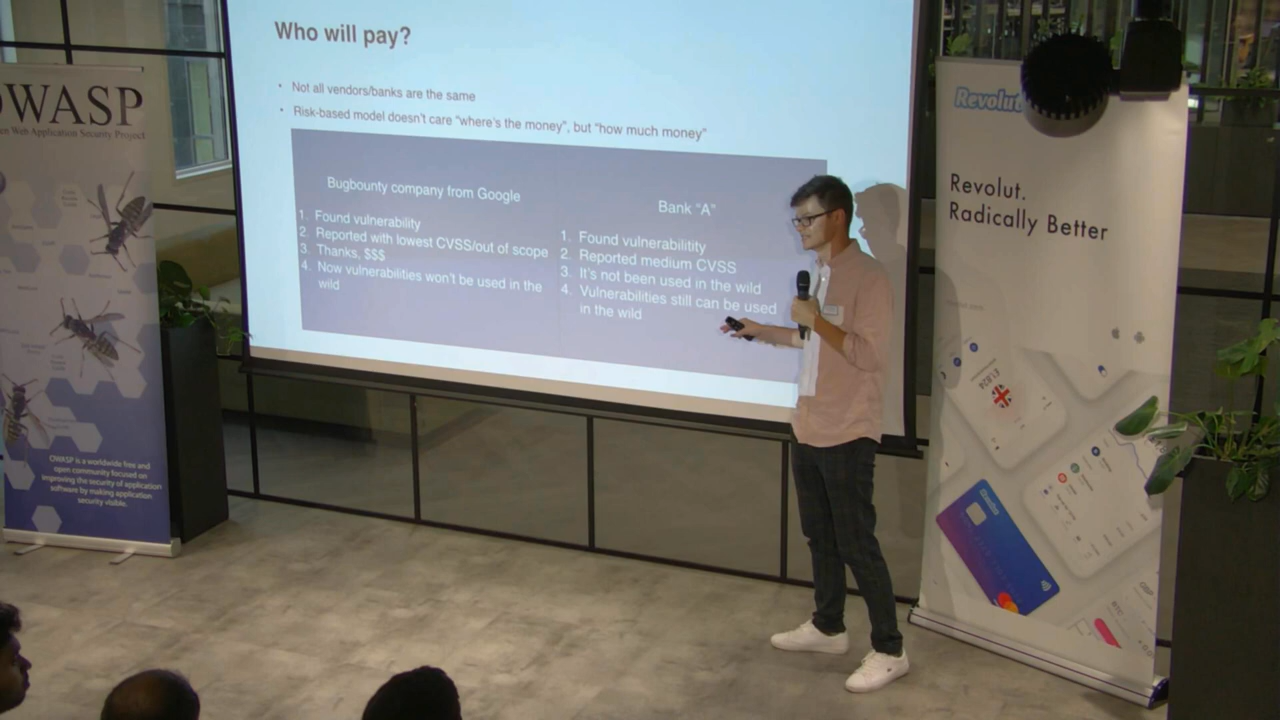 Who will pay?
• Not all vendors/banks are the same
• Risk-based model doesn't care "where's the money", but "how much money"
Bugbounty company from Google
1. Found vulnerability
2. Reported with lowest CVSS/out of scope
3. Thanks, $$$
4. Now vulnerabilities won't be used in the
wild
Bank "A"
1. Found vulnerabilitity
2. Reported medium CVSS
3. It's not been used in the wild
4. Vulnerabilities still can be used
in the wild
OWASP
en Web Application Security Project
OWASP is a worldwide free and
open community focused on
improving the security of application
software by making application
security visible.
Revolut
Revolut.
Radically Better